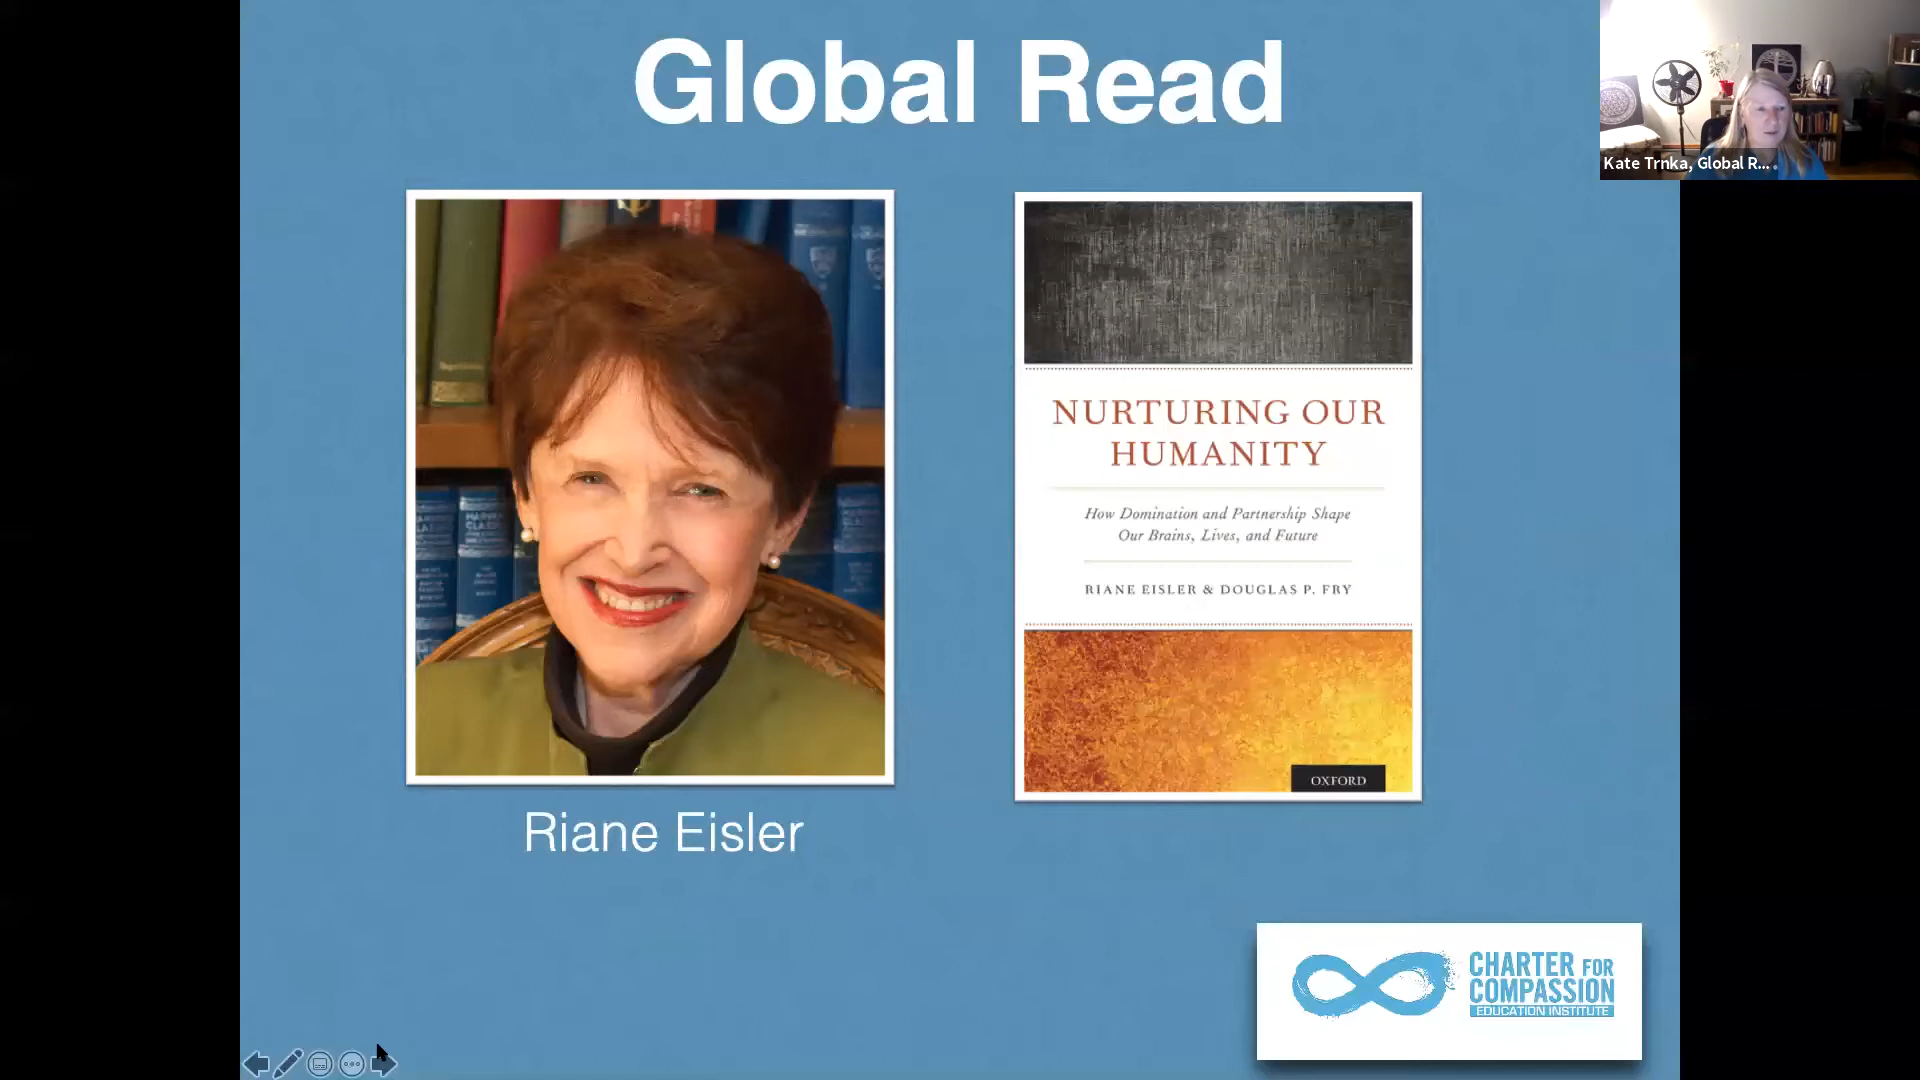 Global Read
Kate Trnka, Global R...
NURTURING OUR
HUMANITY
How Domination and Partnership Shape
Our Brains, Lives, and Future
RIANE EISLER & DOUGLAS P. FRY
OXFORD
Riane Eisler
CHARTER FOR
COMPASSION
EDUCATION INSTITUTE